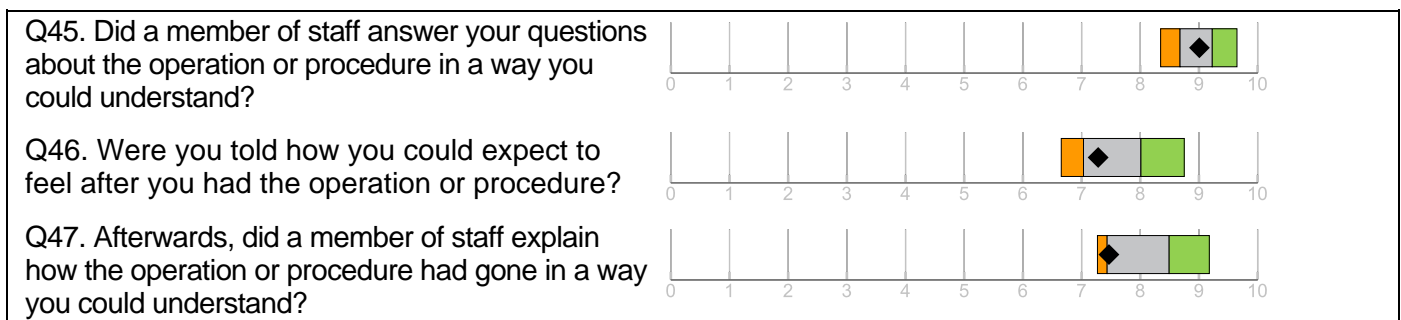 Q45. Did a member of staff answer your questions
about the operation or procedure in a way you
could understand?
0 1 2 3 4 5 6 7 8 9 10
Q46. Were you told how you could expect to
feel after you had the operation or procedure?
0 1 2 3 4 5 6 7 8 9 10
Q47. Afterwards, did a member of staff explain
how the operation or procedure had gone in a way
you could understand?
0 1 2 3 4 5 6 7 8 9 10